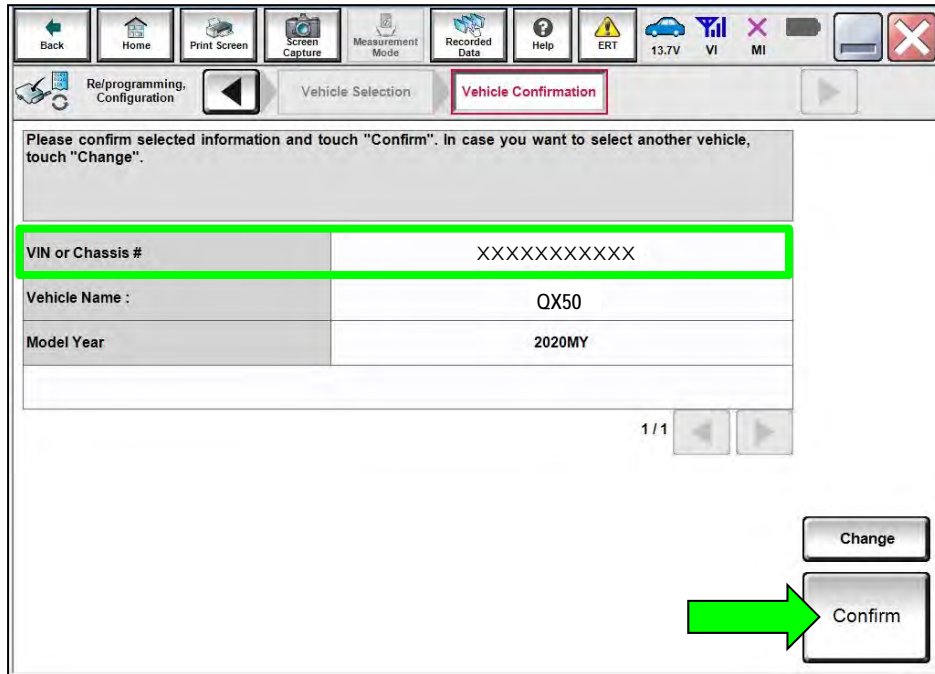 Back
Home
Print Screen
Screen
Capture
Measurement
Mode
Recorded
Data
Help
ERT
13.7V
VI
MI
Re/programming,
Configuration
Vehicle Selection
Vehicle Confirmation
Please confirm selected information and touch "Confirm". In case you want to select another vehicle,
touch "Change".
VIN or Chassis # XXXXXXXXXXX
Vehicle Name : QX50
Model Year 2020MY
1 / 1
Change
Confirm